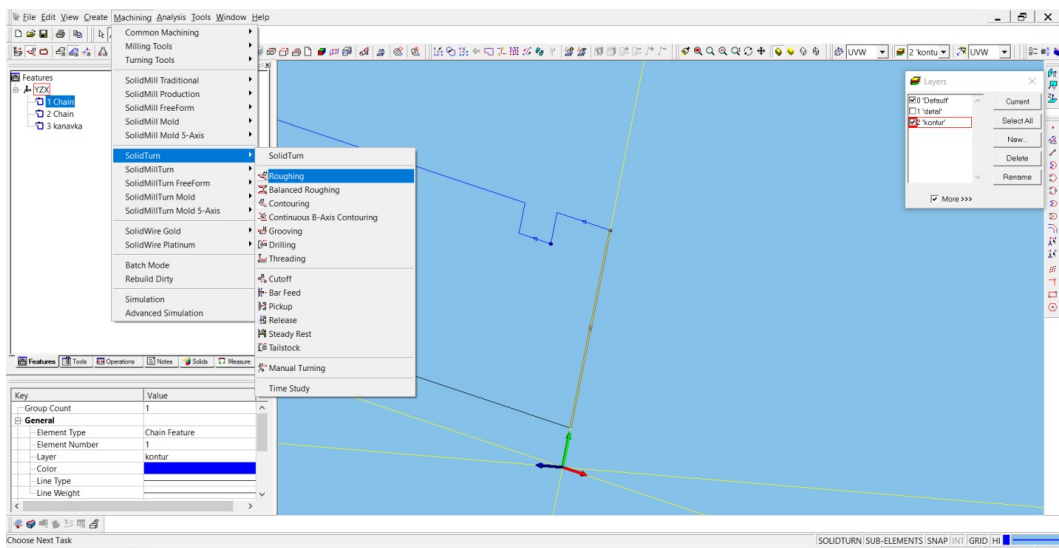 File Edit View Create Machining Analysis Tools Window Help
UVW
2 'kontu
UVW
Common Machining
Milling Tools
Turning Tools
SolidMill Traditional
SolidMill Production
SolidMill FreeForm
SolidMill Mold
SolidMill Mold 5-Axis
SolidTurn
SolidMillTurn
SolidMillTurn FreeForm
SolidMillTurn Mold
SolidMillTurn Mold 5-Axis
SolidWire Gold
SolidWire Platinum
Batch Mode
Rebuild Dirty
Simulation
Advanced Simulation
SolidTurn
Roughing
Balanced Roughing
Contouring
Continuous B-Axis Contouring
Grooving
Drilling
Threading
Cutoff
Bar Feed
Pickup
Release
Steady Rest
Tailstock
Manual Turning
Time Study
Features
YZX
1 Chain
2 Chain
3 kanavka
Features Tools Operations Notes Solids Measure
Key Value
Group Count 1
General
Element Type Chain Feature
Element Number 1
Layer kontur
Color
Line Type
Line Weight
Layers
0 'Default'
1 'detal'
2 'kontur'
Current
Select All
New...
Delete
Rename
More >>>
Choose Next Task
SOLIDTURN SUB-ELEMENTS SNAP INT GRID HI